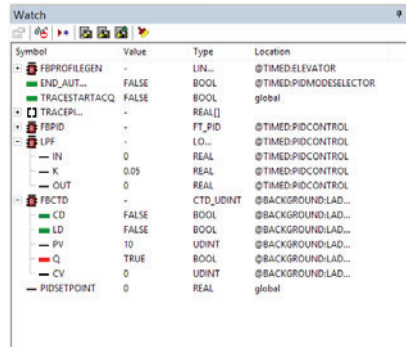 Watch
Symbol Value Type Location
FBPROFILEGEN - LIN... @TIMED:ELEVATOR
END_AUT... FALSE BOOL @TIMED:PIDMODESELECTOR
TRACESTARTACQ FALSE BOOL global
TRACEPI... - REAL[]
FBPID - FT_PID @TIMED:PIDCONTROL
LPF - LO... @TIMED:PIDCONTROL
IN 0 REAL @TIMED:PIDCONTROL
K 0.05 REAL @TIMED:PIDCONTROL
OUT 0 REAL @TIMED:PIDCONTROL
FBCTD - CTD_UDINT @BACKGROUND:LAD...
CD FALSE BOOL @BACKGROUND:LAD...
LD FALSE BOOL @BACKGROUND:LAD...
PV 10 UDINT @BACKGROUND:LAD...
Q TRUE BOOL @BACKGROUND:LAD...
CV 0 UDINT @BACKGROUND:LAD...
PIDSETPOINT 0 REAL global